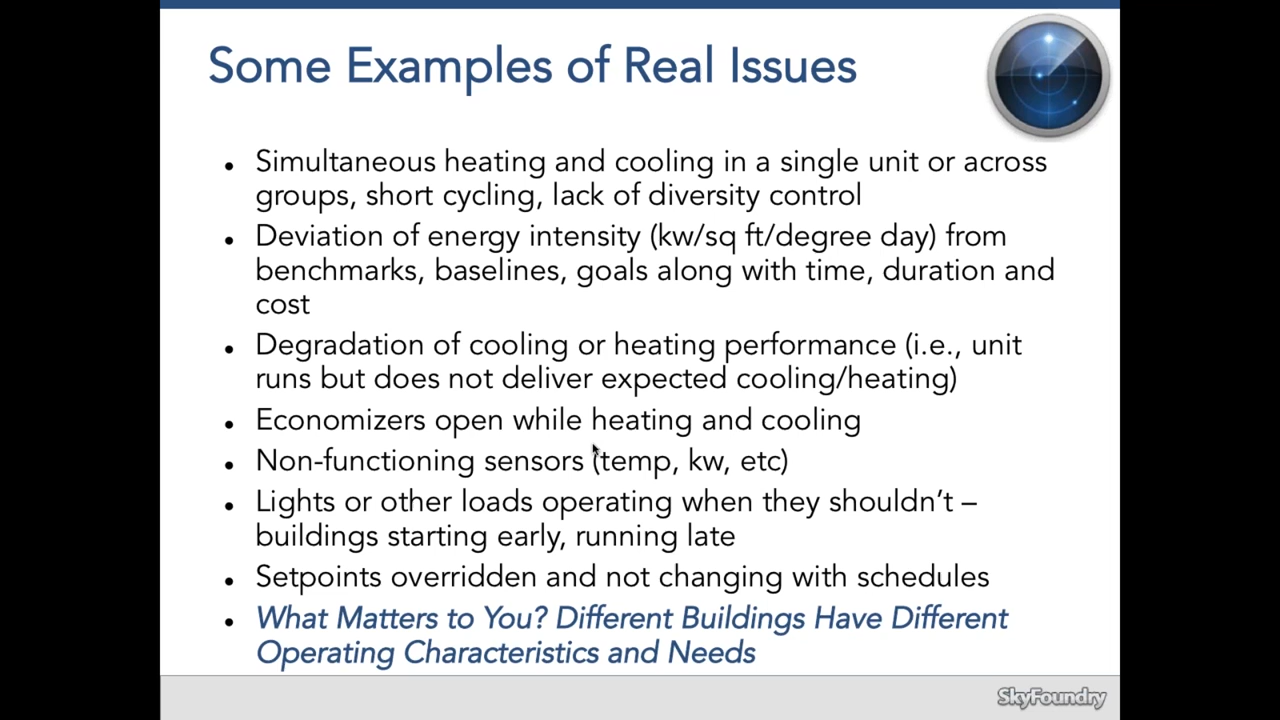 Some Examples of Real Issues
• Simultaneous heating and cooling in a single unit or across
groups, short cycling, lack of diversity control
• Deviation of energy intensity (kw/sq ft/degree day) from
benchmarks, baselines, goals along with time, duration and
cost
• Degradation of cooling or heating performance (i.e., unit
runs but does not deliver expected cooling/heating)
• Economizers open while heating and cooling
• Non-functioning sensors (temp, kw, etc)
• Lights or other loads operating when they shouldn’t –
buildings starting early, running late
• Setpoints overridden and not changing with schedules
• What Matters to You? Different Buildings Have Different
Operating Characteristics and Needs
SkyFoundry